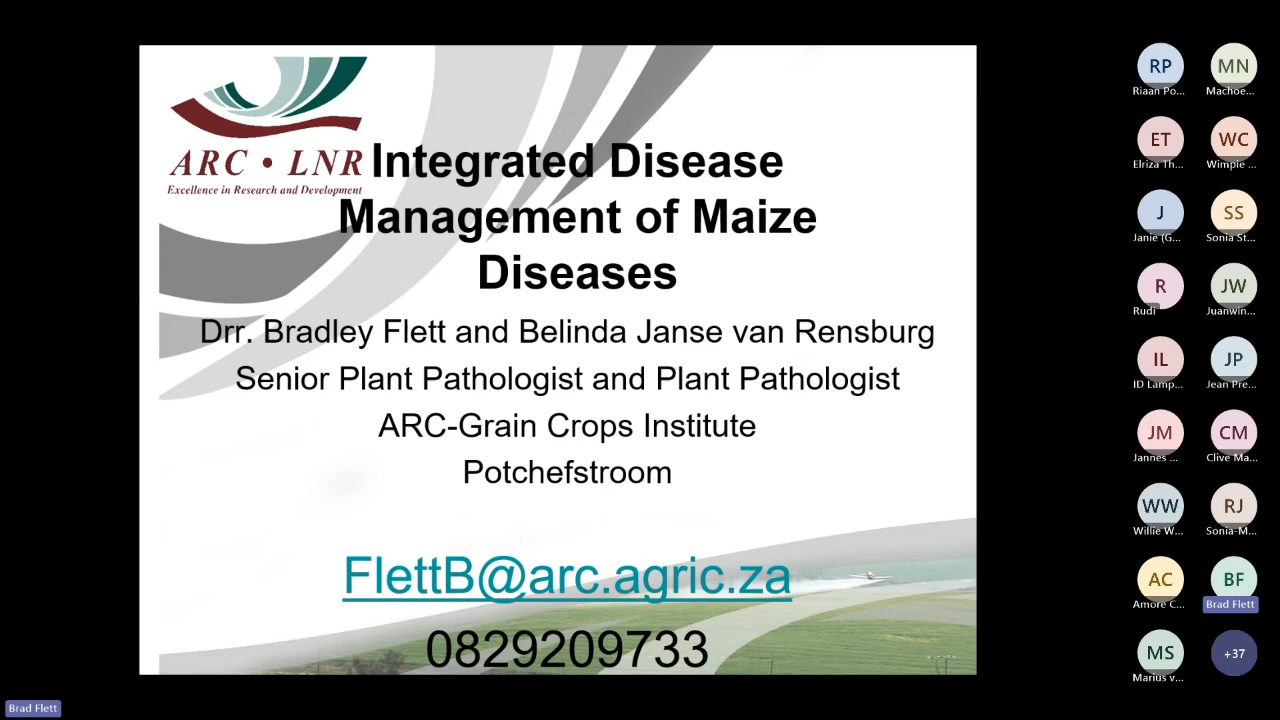 ARC • LNR
Excellence in Research and Development
Integrated Disease
Management of Maize
Diseases
Drr. Bradley Flett and Belinda Janse van Rensburg
Senior Plant Pathologist and Plant Pathologist
ARC-Grain Crops Institute
Potchefstroom
FlettB@arc.agric.za
0829209733
RP
Riaan Po...
MN
Machoe...
ET
Elriza Th...
WC
Wimpie ...
J
Janie (G...
SS
Sonia St...
R
Rudi
JW
Juanwin...
IL
ID Lamp...
JP
Jean Pre...
JM
Jannes ...
CM
Clive Ma...
WW
Willie W...
RJ
Sonia-M...
AC
Amore C...
BF
Brad Flett
MS
Marius v...
+37
Brad Flett